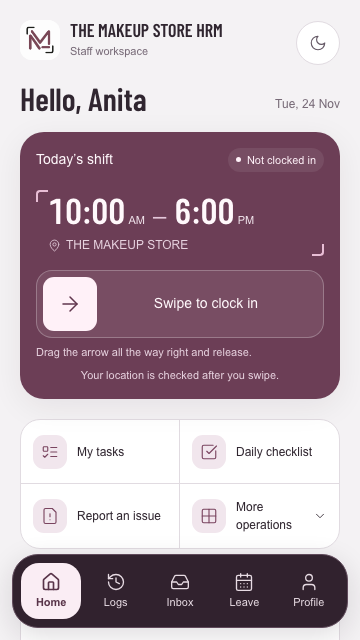 THE MAKEUP STORE HRM
Staff workspace
Hello, Anita
Tue, 24 Nov
Today's shift
Not clocked in
10:00 AM — 6:00 PM
THE MAKEUP STORE
Swipe to clock in
Drag the arrow all the way right and release.
Your location is checked after you swipe.
My tasks
Daily checklist
Report an issue
More
operations
Home
Logs
Inbox
Leave
Profile